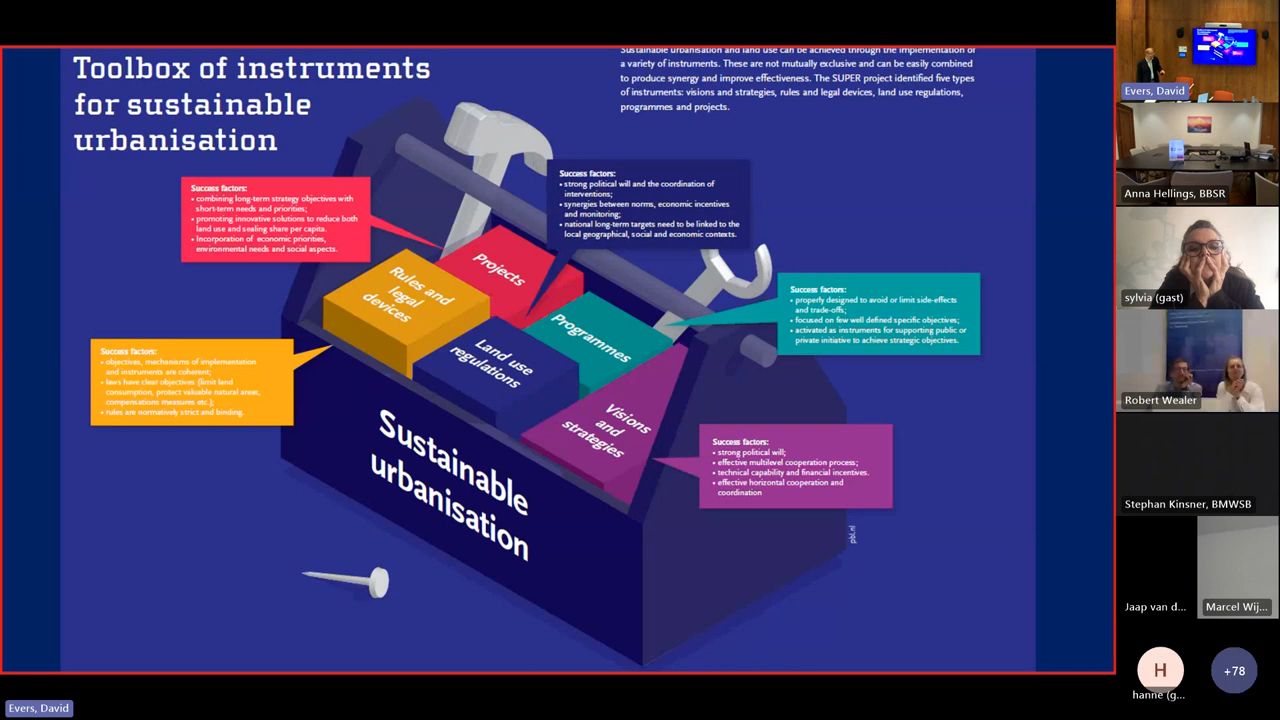 Toolbox of instruments
for sustainable
urbanisation
Sustainable urbanisation and land use can be achieved through the implementation of
a variety of instruments. These are not mutually exclusive and can be easily combined
to produce synergy and improve effectiveness. The SUPER project identified five types
of instruments: visions and strategies, rules and legal devices, land use regulations,
programmes and projects.
Success factors:
• combining long-term strategy objectives with
short-term needs and priorities;
• promoting innovative solutions to reduce both
land use and sealing share per capita.
• Incorporation of economic priorities,
environmental needs and social aspects.
Success factors:
• strong political will and the coordination of
interventions;
• synergies between norms, economic incentives
and monitoring;
• national long-term targets need to be linked to the
local geographical, social and economic contexts.
Success factors:
• properly designed to avoid or limit side-effects
and trade-offs;
• focused on few well defined specific objectives;
• activated as instruments for supporting public or
private initiative to achieve strategic objectives.
Success factors:
• objectives, mechanisms of implementation
and instruments are coherent;
• laws have clear objectives (limit land
consumption, protect valuable natural areas,
compensations measures etc.);
• rules are normatively strict and binding.
Success factors:
• strong political will;
• effective multilevel cooperation process;
• technical capability and financial incentives.
• effective horizontal cooperation and
coordination
Projects
Rules and
legal
devices
Programmes
Land use
regulations
Visions
and
strategies
Sustainable
urbanisation
pbl.nl
Evers, David
Anna Hellings, BBSR
sylvia (gast)
Robert Wealer
Stephan Kinsner, BMWSB
Jaap van d...
Marcel Wij...
H
hanne (g...
+78
Evers, David